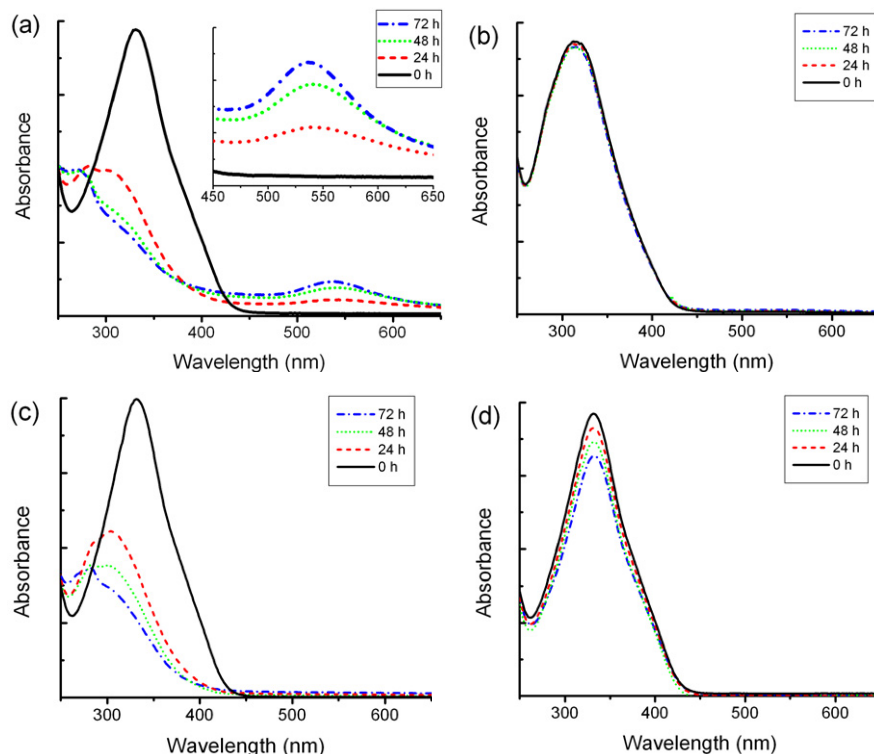 (a)
72 h
48 h
24 h
0 h
450 500 550 600 650
Absorbance
300 400 500 600
Wavelength (nm)
(b)
72 h
48 h
24 h
0 h
Absorbance
300 400 500 600
Wavelength (nm)
(c)
72 h
48 h
24 h
0 h
Absorbance
300 400 500 600
Wavelength (nm)
(d)
72 h
48 h
24 h
0 h
Absorbance
300 400 500 600
Wavelength (nm)